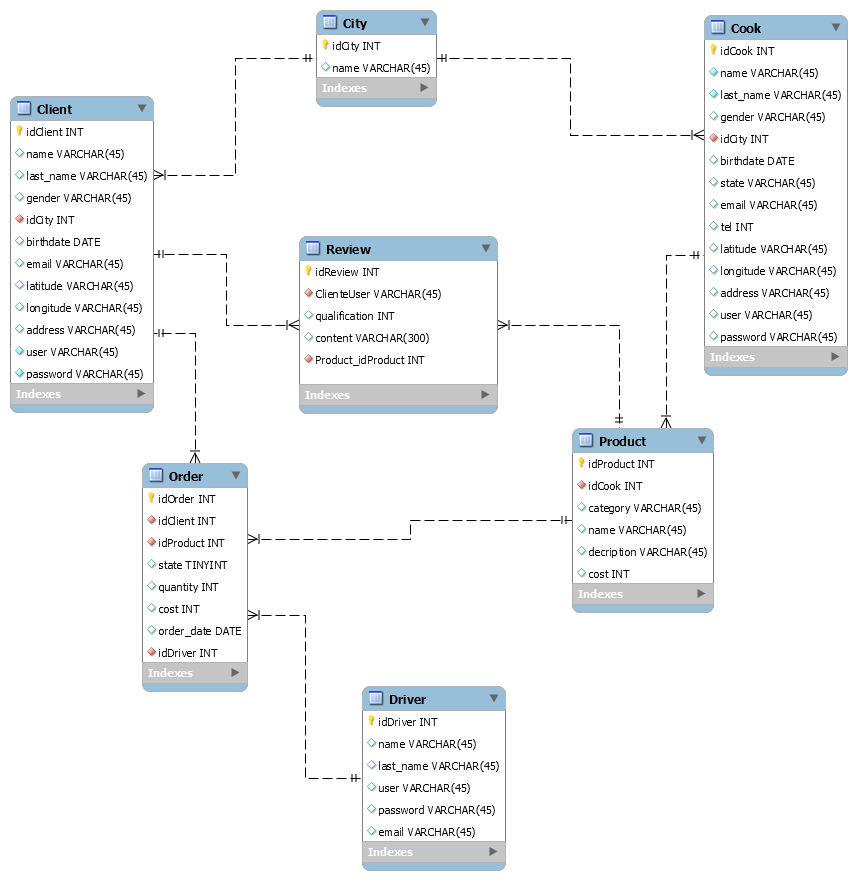 City
idCity INT
name VARCHAR(45)
Indexes
Cook
idCook INT
name VARCHAR(45)
last_name VARCHAR(45)
gender VARCHAR(45)
idCity INT
birthdate DATE
state VARCHAR(45)
email VARCHAR(45)
tel INT
latitude VARCHAR(45)
longitude VARCHAR(45)
address VARCHAR(45)
user VARCHAR(45)
password VARCHAR(45)
Indexes
Client
idClient INT
name VARCHAR(45)
last_name VARCHAR(45)
gender VARCHAR(45)
idCity INT
birthdate DATE
email VARCHAR(45)
latitude VARCHAR(45)
longitude VARCHAR(45)
address VARCHAR(45)
user VARCHAR(45)
password VARCHAR(45)
Indexes
Review
idReview INT
ClienteUser VARCHAR(45)
qualification INT
content VARCHAR(300)
Product_idProduct INT
Indexes
Product
idProduct INT
idCook INT
category VARCHAR(45)
name VARCHAR(45)
decription VARCHAR(45)
cost INT
Indexes
Order
idOrder INT
idClient INT
idProduct INT
state TINYINT
quantity INT
cost INT
order_date DATE
idDriver INT
Indexes
Driver
idDriver INT
name VARCHAR(45)
last_name VARCHAR(45)
user VARCHAR(45)
password VARCHAR(45)
email VARCHAR(45)
Indexes